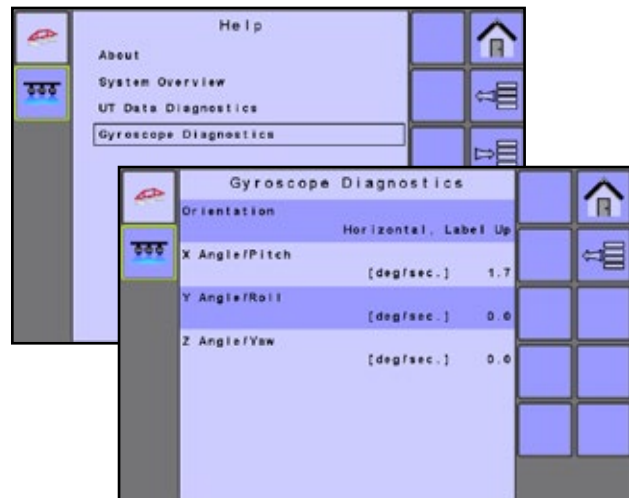 Help
About
System Overview
UT Data Diagnostics
Gyroscope Diagnostics
Gyroscope Diagnostics
Orientation
Horizontal, Label Up
X Angle/Pitch
[deg/sec.] 1.7
Y Angle/Roll
[deg/sec.] 0.0
Z Angle/Yaw
[deg/sec.] 0.0